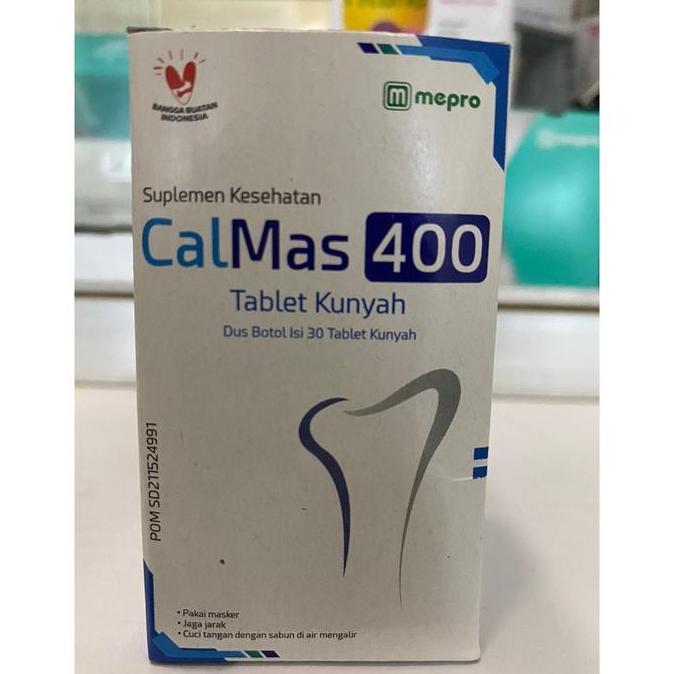 BANGGA BUATAN
INDONESIA
mepro
Suplemen Kesehatan
CalMas 400
Tablet Kunyah
Dus Botol Isi 30 Tablet Kunyah
POM SD211524991
• Pakai masker
• Jaga jarak
• Cuci tangan dengan sabun di air mengalir
mepro